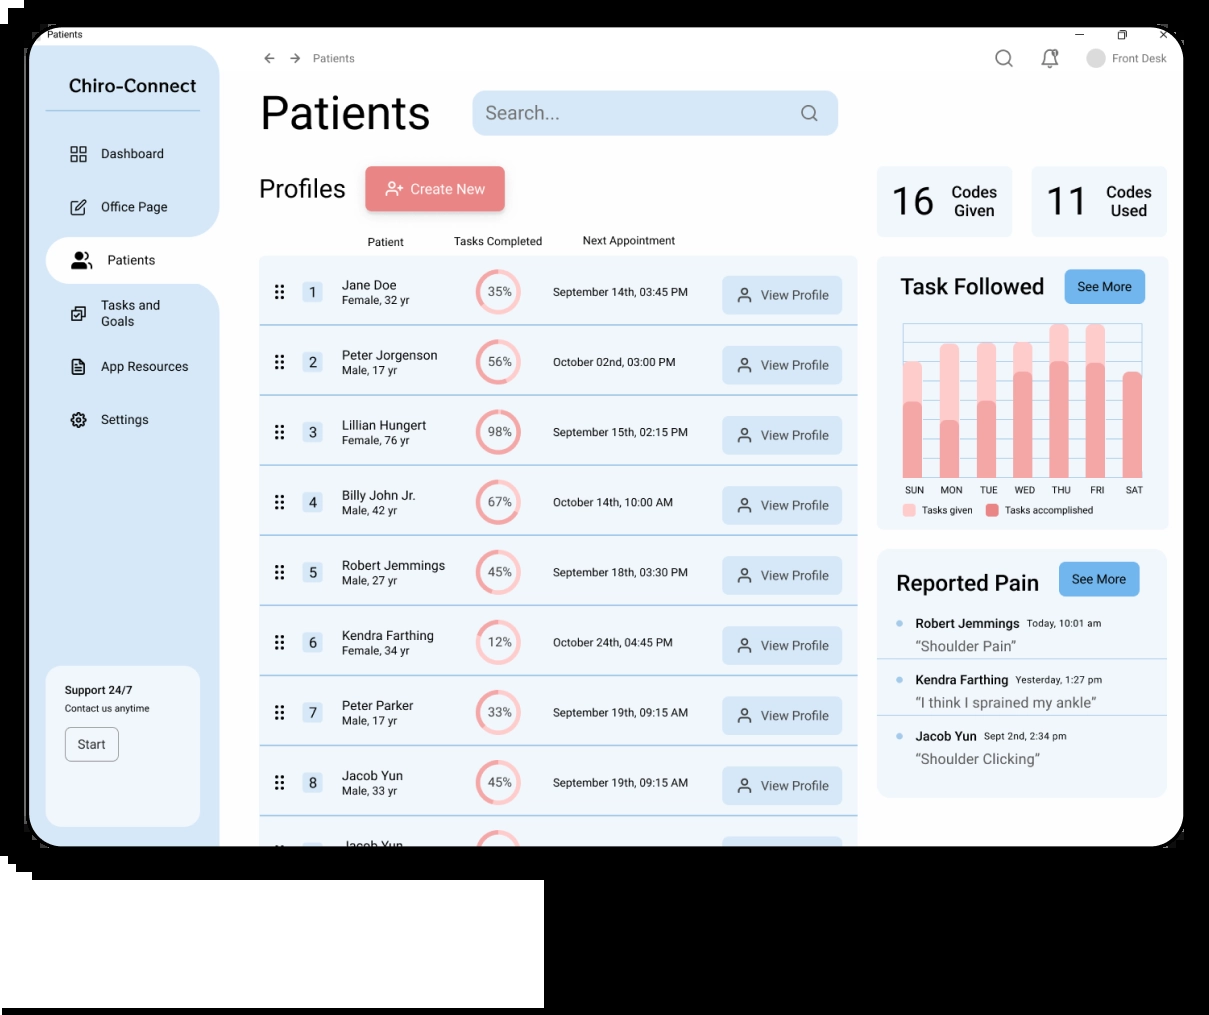 Patients
Chiro-Connect
Dashboard
Office Page
Patients
Tasks and
Goals
App Resources
Settings
Support 24/7
Contact us anytime
Start
Patients
Front Desk
Patients
Search...
Profiles
Create New
Patient Tasks Completed Next Appointment
1 Jane Doe 35% September 14th, 03:45 PM View Profile
Female, 32 yr
2 Peter Jorgenson 56% October 02nd, 03:00 PM View Profile
Male, 17 yr
3 Lillian Hungert 98% September 15th, 02:15 PM View Profile
Female, 76 yr
4 Billy John Jr. 67% October 14th, 10:00 AM View Profile
Male, 42 yr
5 Robert Jemmings 45% September 18th, 03:30 PM View Profile
Male, 27 yr
6 Kendra Farthing 12% October 24th, 04:45 PM View Profile
Female, 34 yr
7 Peter Parker 33% September 19th, 09:15 AM View Profile
Male, 17 yr
8 Jacob Yun 45% September 19th, 09:15 AM View Profile
Male, 33 yr
Jacob Yun
16 Codes
Given
11 Codes
Used
Task Followed See More
SUN MON TUE WED THU FRI SAT
Tasks given Tasks accomplished
Reported Pain See More
Robert Jemmings Today, 10:01 am
“Shoulder Pain”
Kendra Farthing Yesterday, 1:27 pm
“I think I sprained my ankle”
Jacob Yun Sept 2nd, 2:34 pm
“Shoulder Clicking”